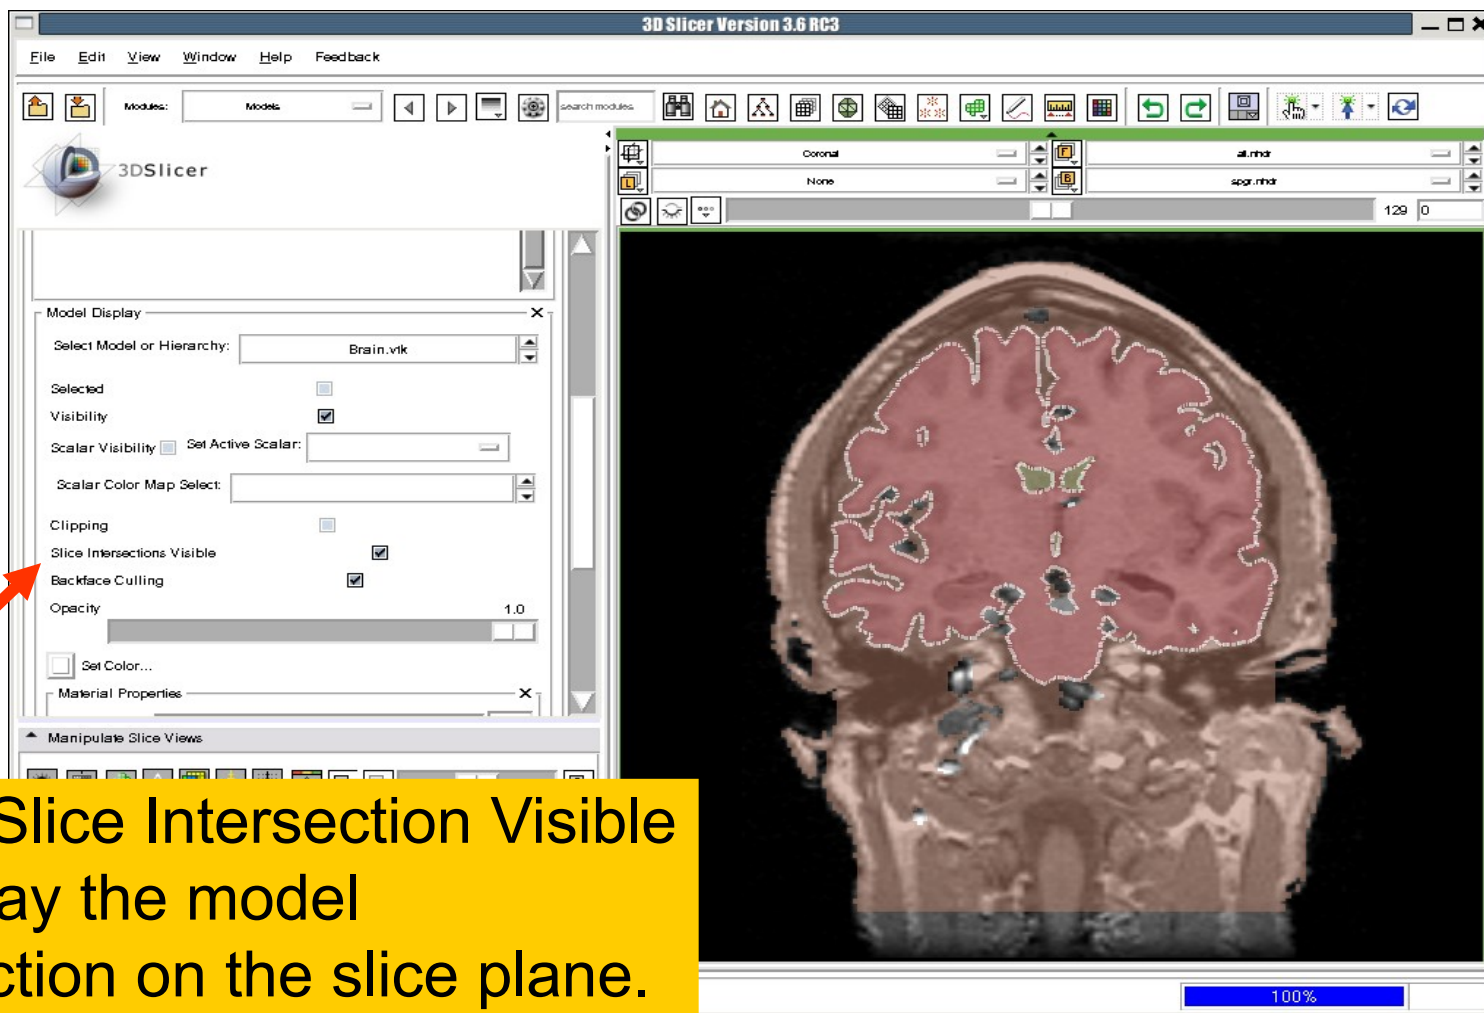 3D Slicer Version 3.6 RC3
File Edit View Window Help Feedback
Modules: Models search modules
3DSlicer
Coronal all.nhdr
None spgr.nhdr
129 0
Model Display
Select Model or Hierarchy: Brain.vtk
Selected
Visibility
Scalar Visibility Set Active Scalar:
Scalar Color Map Select:
Clipping
Slice Intersections Visible
Backface Culling
Opacity 1.0
Set Color...
Material Properties
Manipulate Slice Views
Slice Intersection Visible
ay the model
ction on the slice plane.
100%